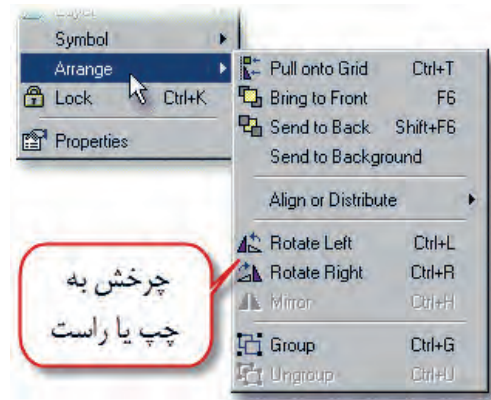 Layer
Symbol
Arrange
Lock Ctrl+K
Properties
Pull onto Grid Ctrl+T
Bring to Front F6
Send to Back Shift+F6
Send to Background
Align or Distribute
Rotate Left Ctrl+L
Rotate Right Ctrl+R
Mirror Ctrl+H
Group Ctrl+G
Ungroup Ctrl+U
چرخش به
چپ یا راست